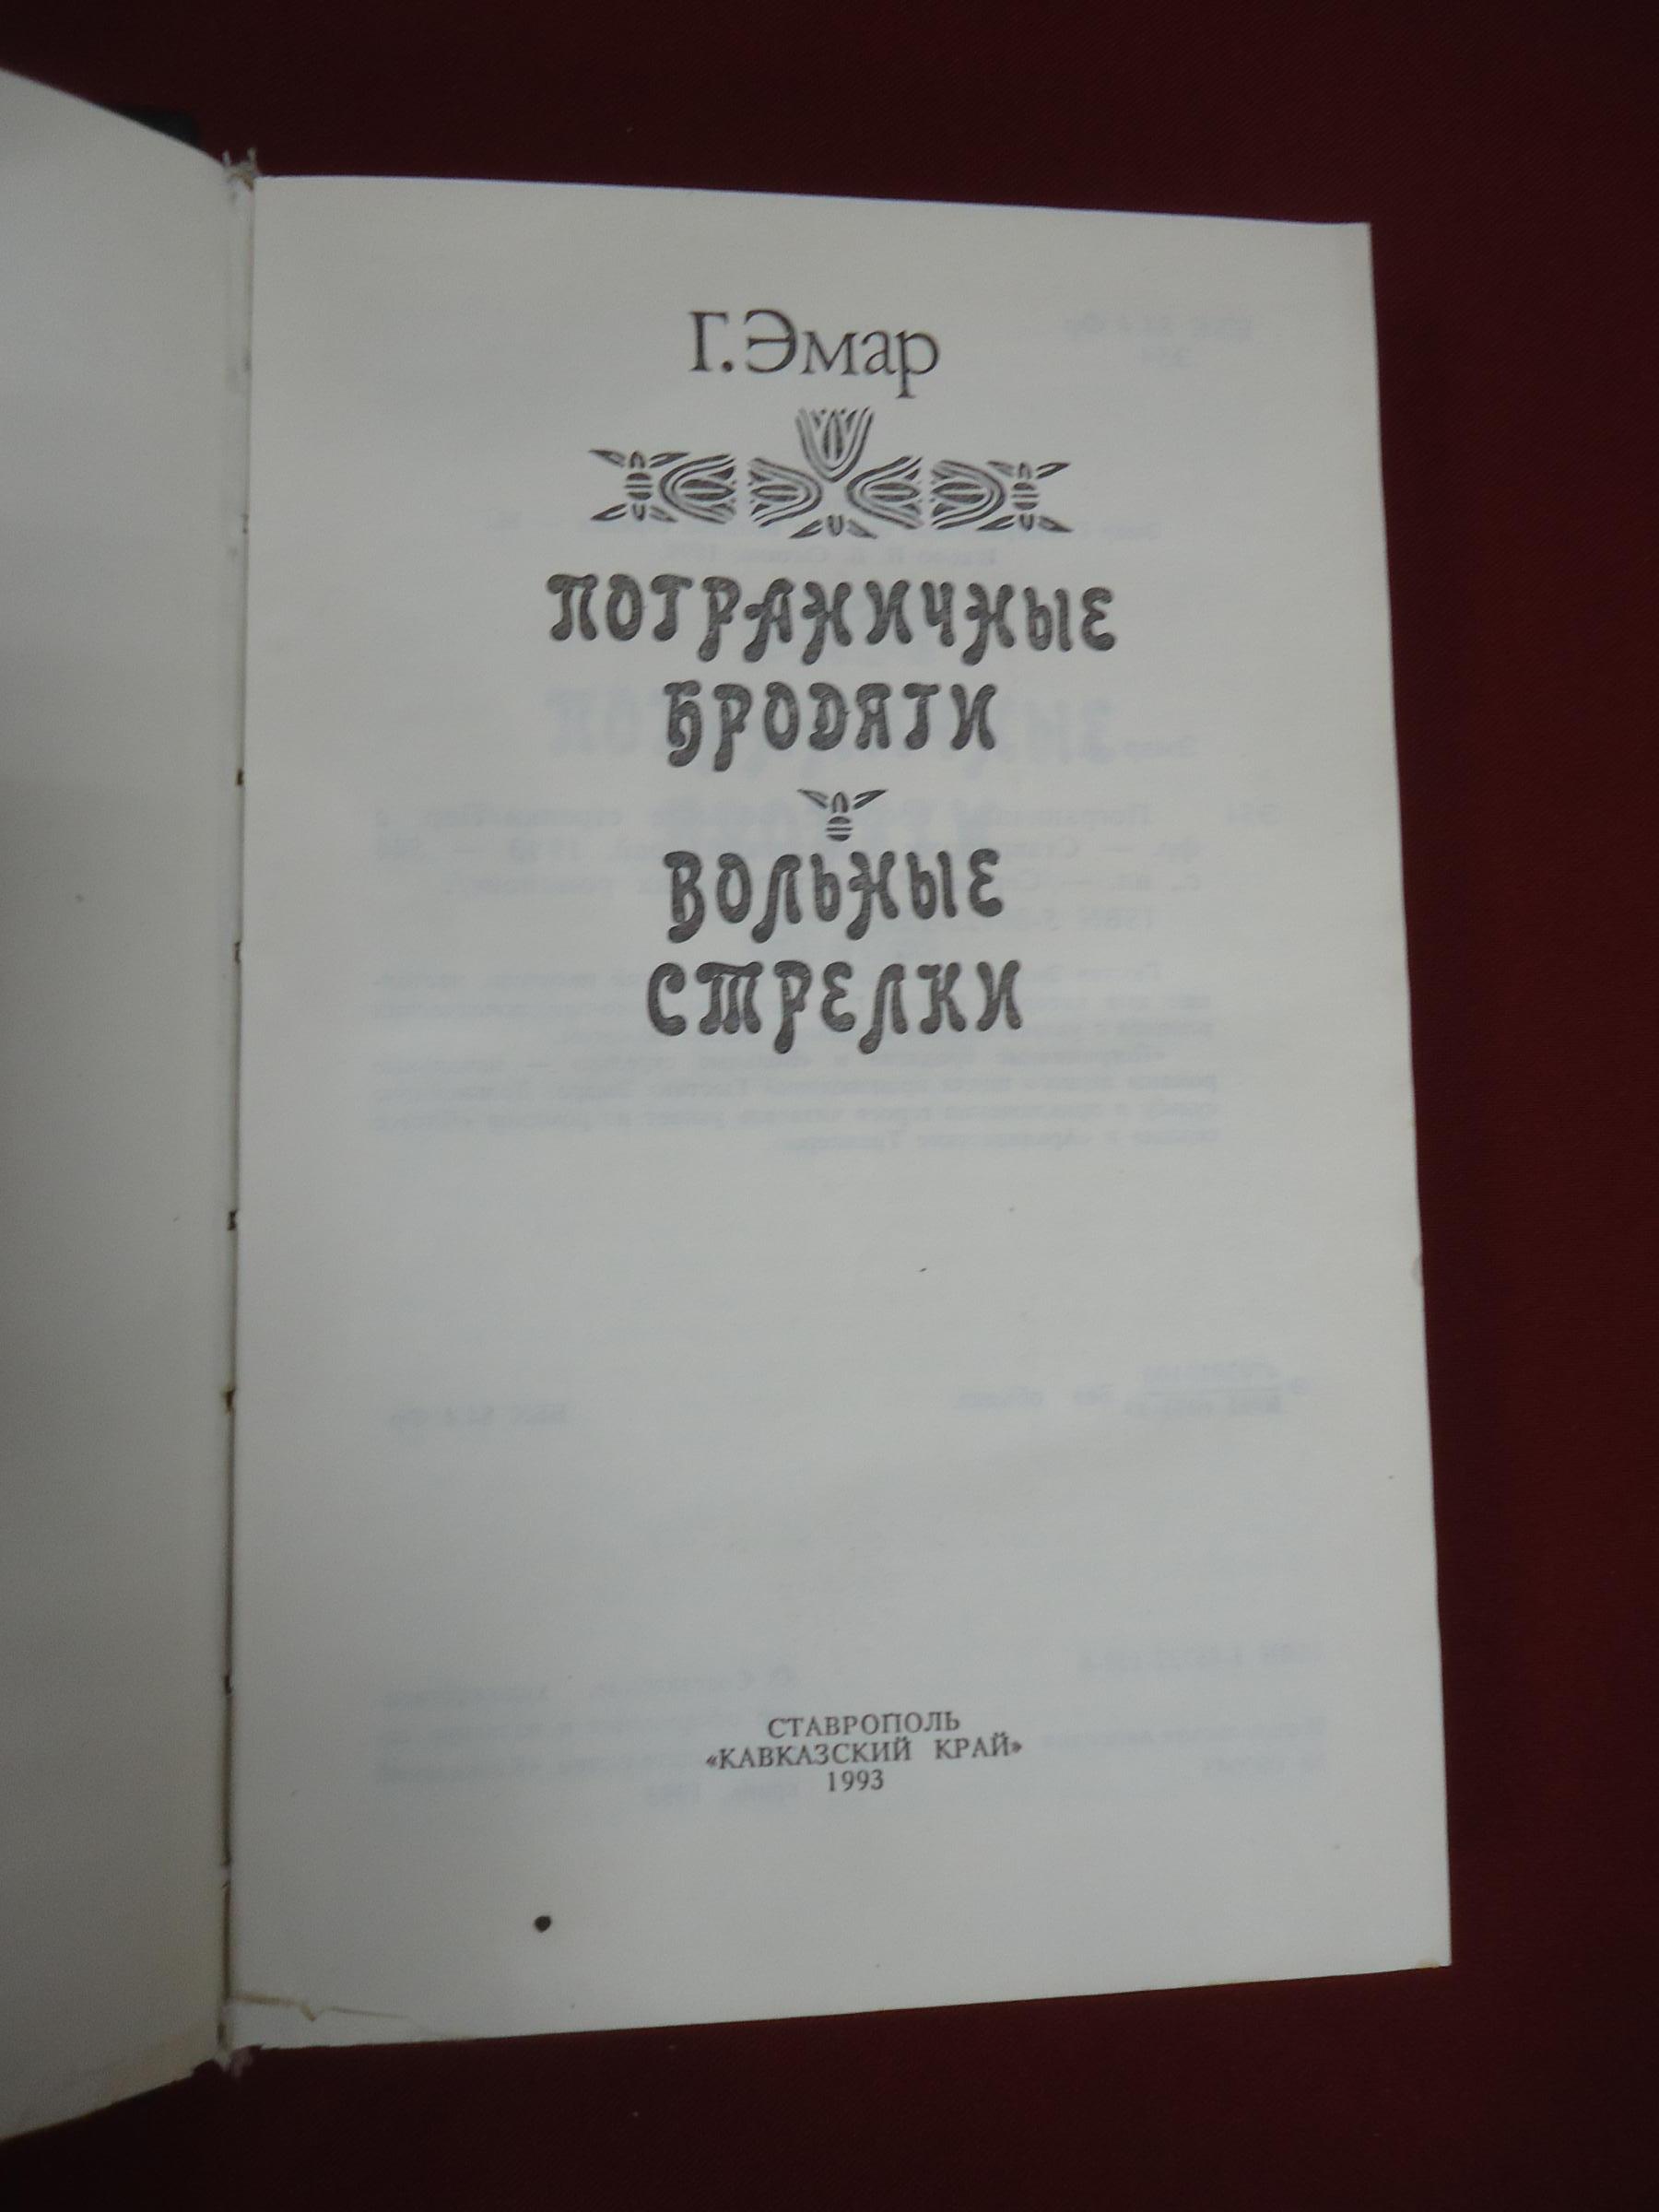 Г.Эмар
ПОГРАНИЧНЫЕ
БРОДЯГИ
ВОЛЬНЫЕ
СТРЕЛКИ
СТАВРОПОЛЬ
«КАВКАЗСКИЙ КРАЙ»
1993